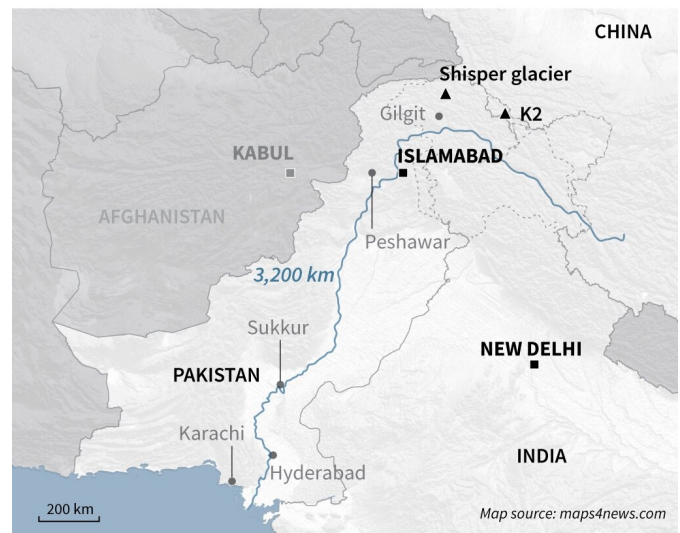 CHINA
Shisper glacier
Gilgit
K2
KABUL
ISLAMABAD
AFGHANISTAN
Peshawar
3,200 km
Sukkur
NEW DELHI
PAKISTAN
Karachi
INDIA
Hyderabad
200 km
Map source: maps4news.com